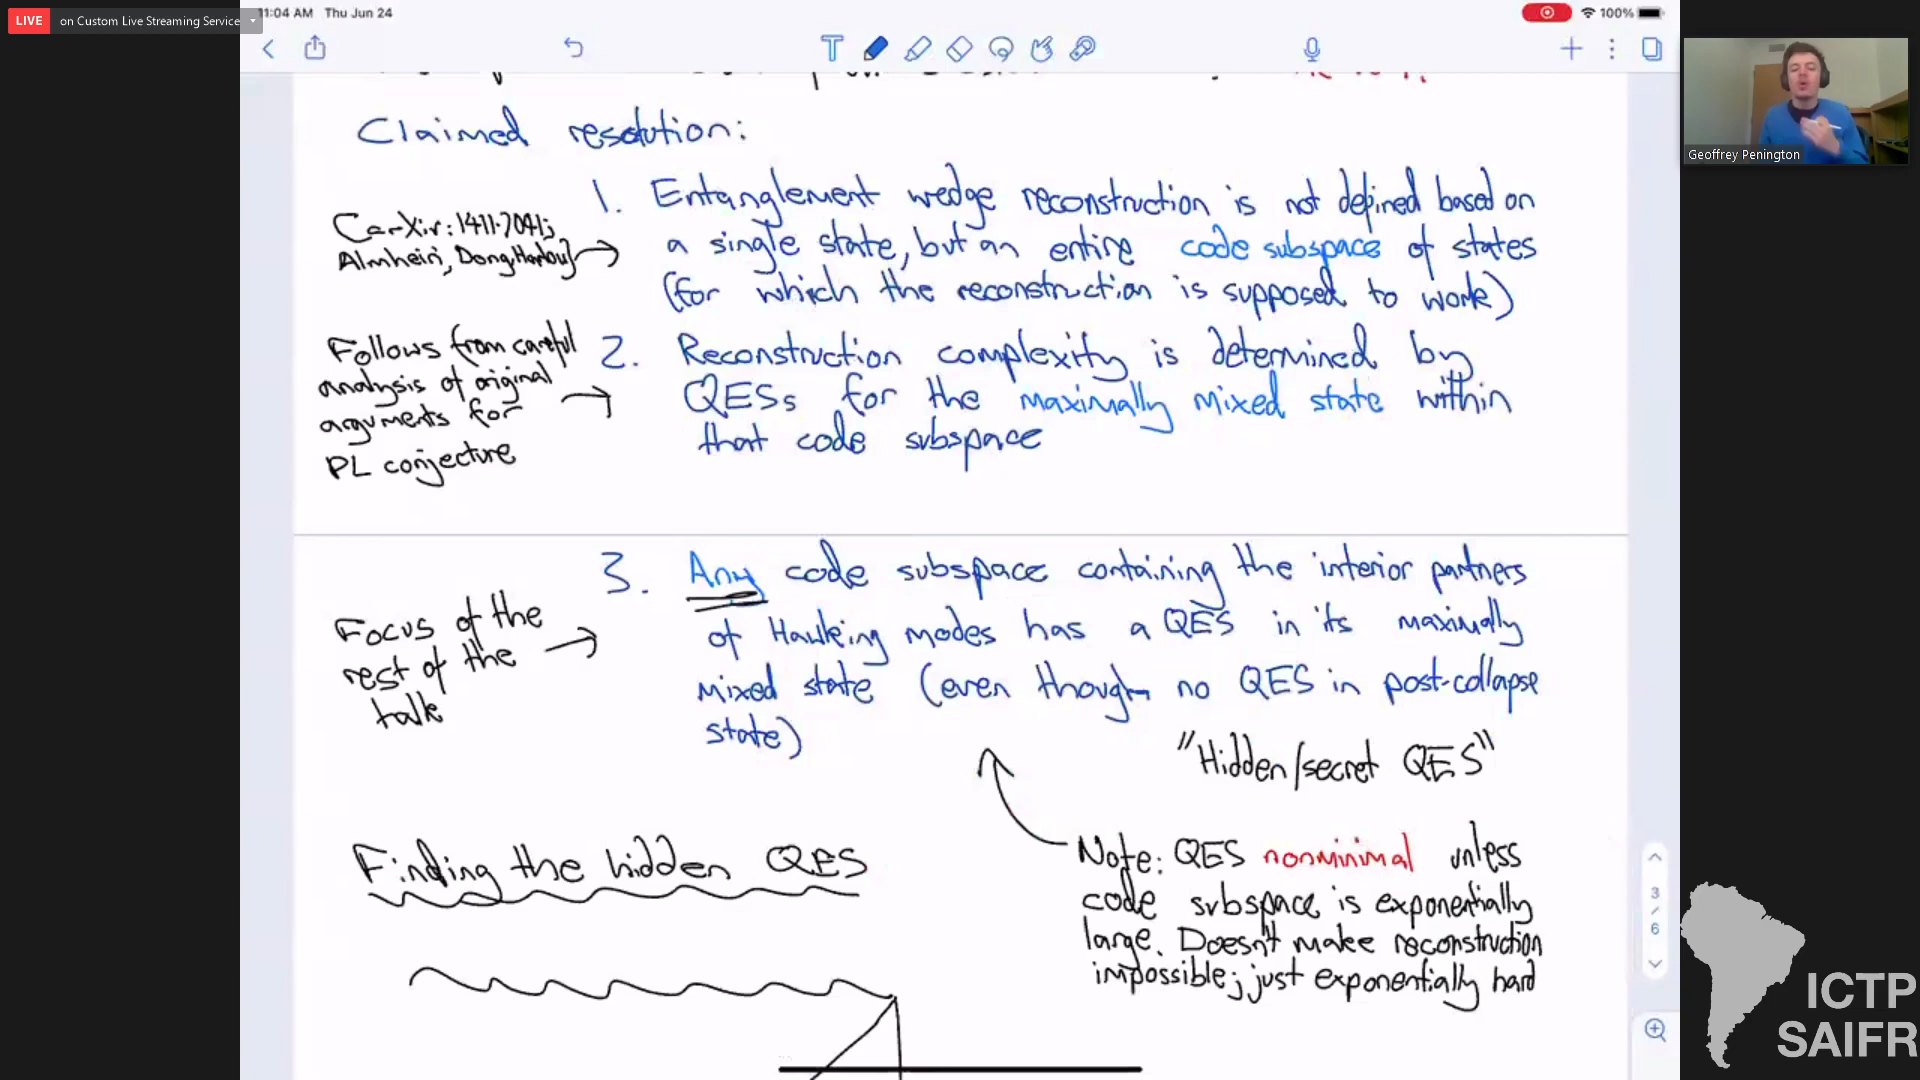 LIVE on Custom Live Streaming Service
11:04 AM Thu Jun 24
100%
Geoffrey Penington
Claimed resolution:
1. Entanglement wedge reconstruction is not defined based on
a single state, but an entire code subspace of states
(for which the reconstruction is supposed to work)
CarXiv:1411.7041;
Almheiri, Dong, Harlow]
2. Reconstruction complexity is determined by
QESs for the maximally mixed state within
that code subspace
Follows from careful
analysis of original
arguments for
PL conjecture
3. Any code subspace containing the interior partners
of Hawking modes has a QES in its maximally
mixed state (even though no QES in post-collapse
state)
Focus of the
rest of the
talk
"Hidden/secret QES"
Note: QES nonminimal unless
code subspace is exponentially
large. Doesn't make reconstruction
impossible; just exponentially hard
Finding the hidden QES
3
/
6
ICTP
SAIFR